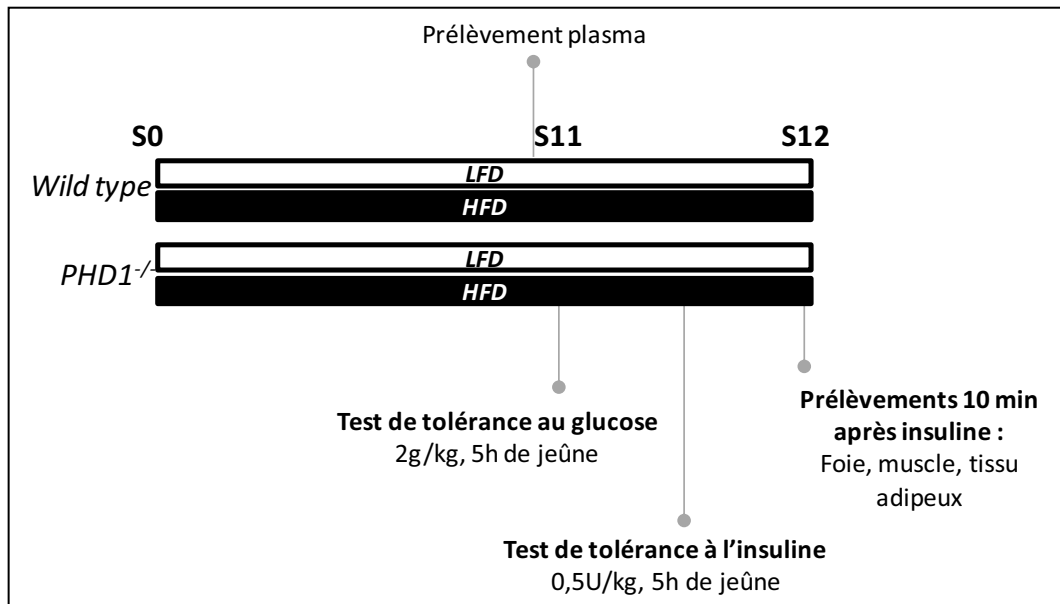 Prélèvement plasma
S0 S11 S12
Wild type
LFD
HFD
PHD1-/-
LFD
HFD
Test de tolérance au glucose
2g/kg, 5h de jeûne
Prélèvements 10 min
après insuline :
Foie, muscle, tissu
adipeux
Test de tolérance à l’insuline
0,5U/kg, 5h de jeûne